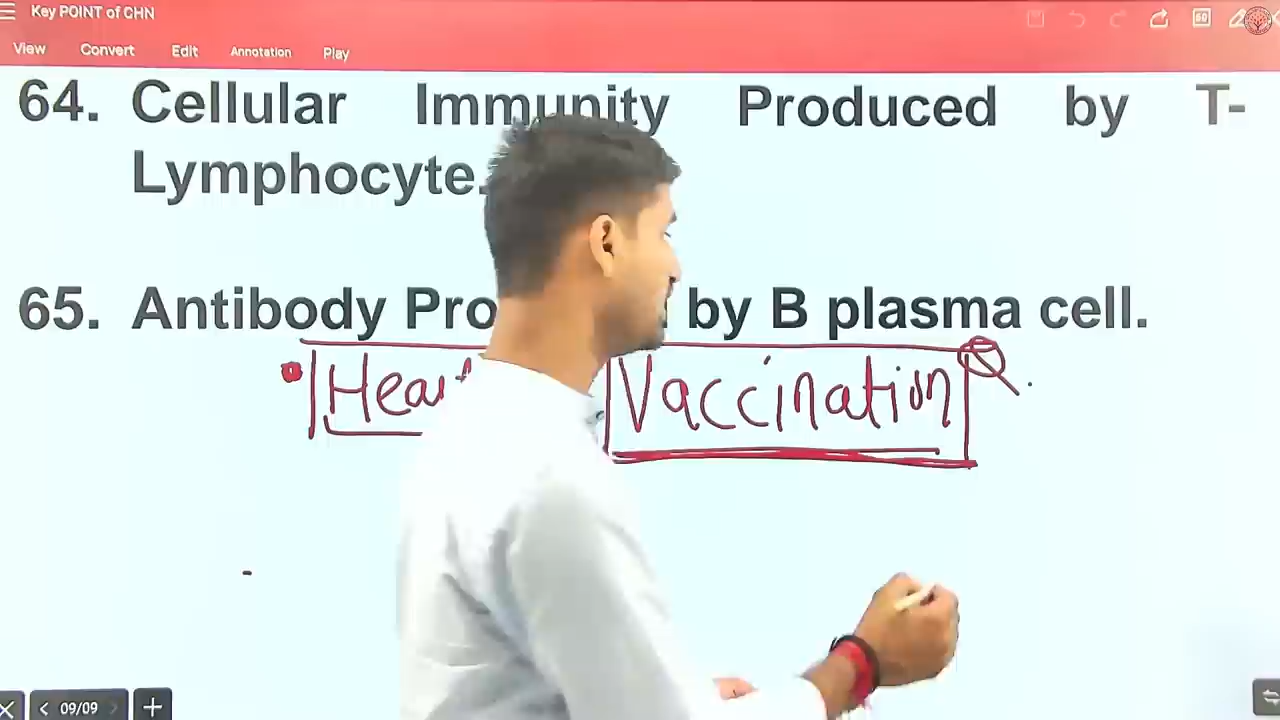 Key POINT of CHN
View Convert Edit Annotation Play
64. Cellular Immunity Produced by T-
Lymphocyte.
65. Antibody by B plasma cell.
Vaccination
09/09